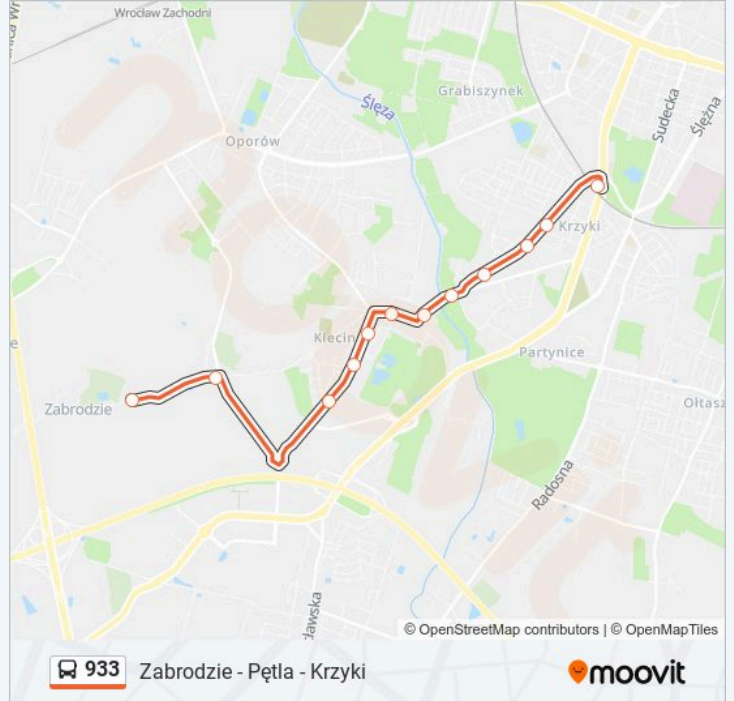 Wrocław Zachodni
Grabiszynek
Ślęza
Sudecka
Ślężna
Oporów
Krzyki
Klecin
Partynice
Zabrodzie
Ołtasz
Radosna
© OpenStreetMap contributors | © OpenMapTiles
933 Zabrodzie - Pętla - Krzyki
moovit